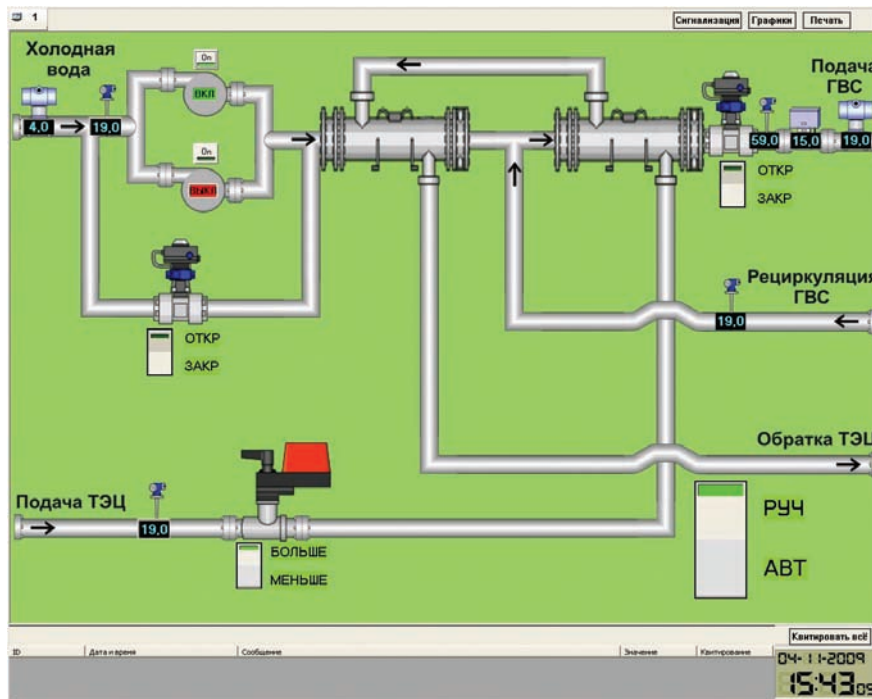 1
Сигнализация Графики Печать
Холодная
вода
Подача
ГВС
On
ВКЛ
4,0 19,0
59,0 15,0 19,0
On
ВЫКЛ
ОТКР
ЗАКР
Рециркуляция
ГВС
19,0
ОТКР
ЗАКР
Обратка ТЭЦ
Подача ТЭЦ
19,0
РУЧ
БОЛЬШЕ
МЕНЬШЕ
АВТ
Квитировать всё
ID Дата и время Сообщение Значение Квитирование
04-11-2009
15:43 09